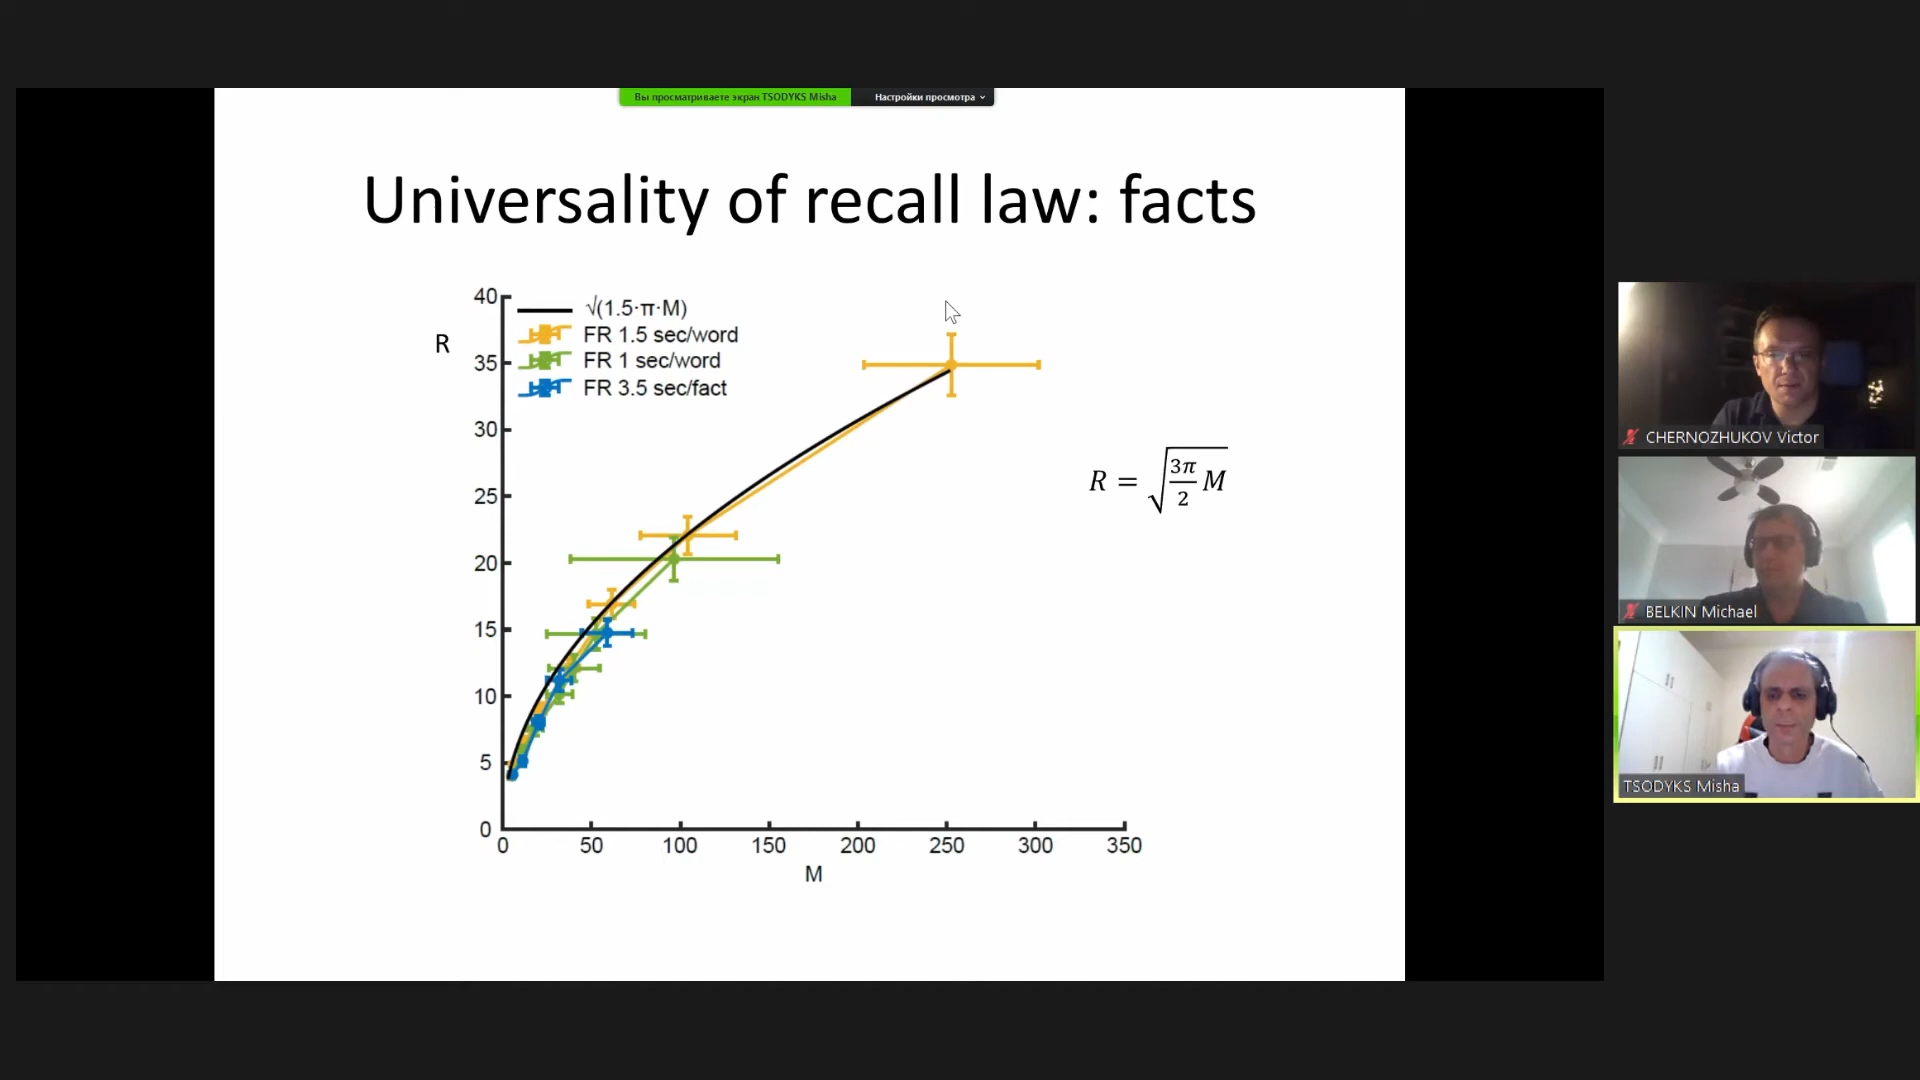 Вы просматриваете экран TSODYKS Misha
Настройки просмотра
Universality of recall law: facts
R
40
35
30
25
20
15
10
5
0
√(1.5·π·M)
FR 1.5 sec/word
FR 1 sec/word
FR 3.5 sec/fact
R = √(3π/2 M)
0 50 100 150 200 250 300 350
M
CHERNOZHUKOV Victor
BELKIN Michael
TSODYKS Misha